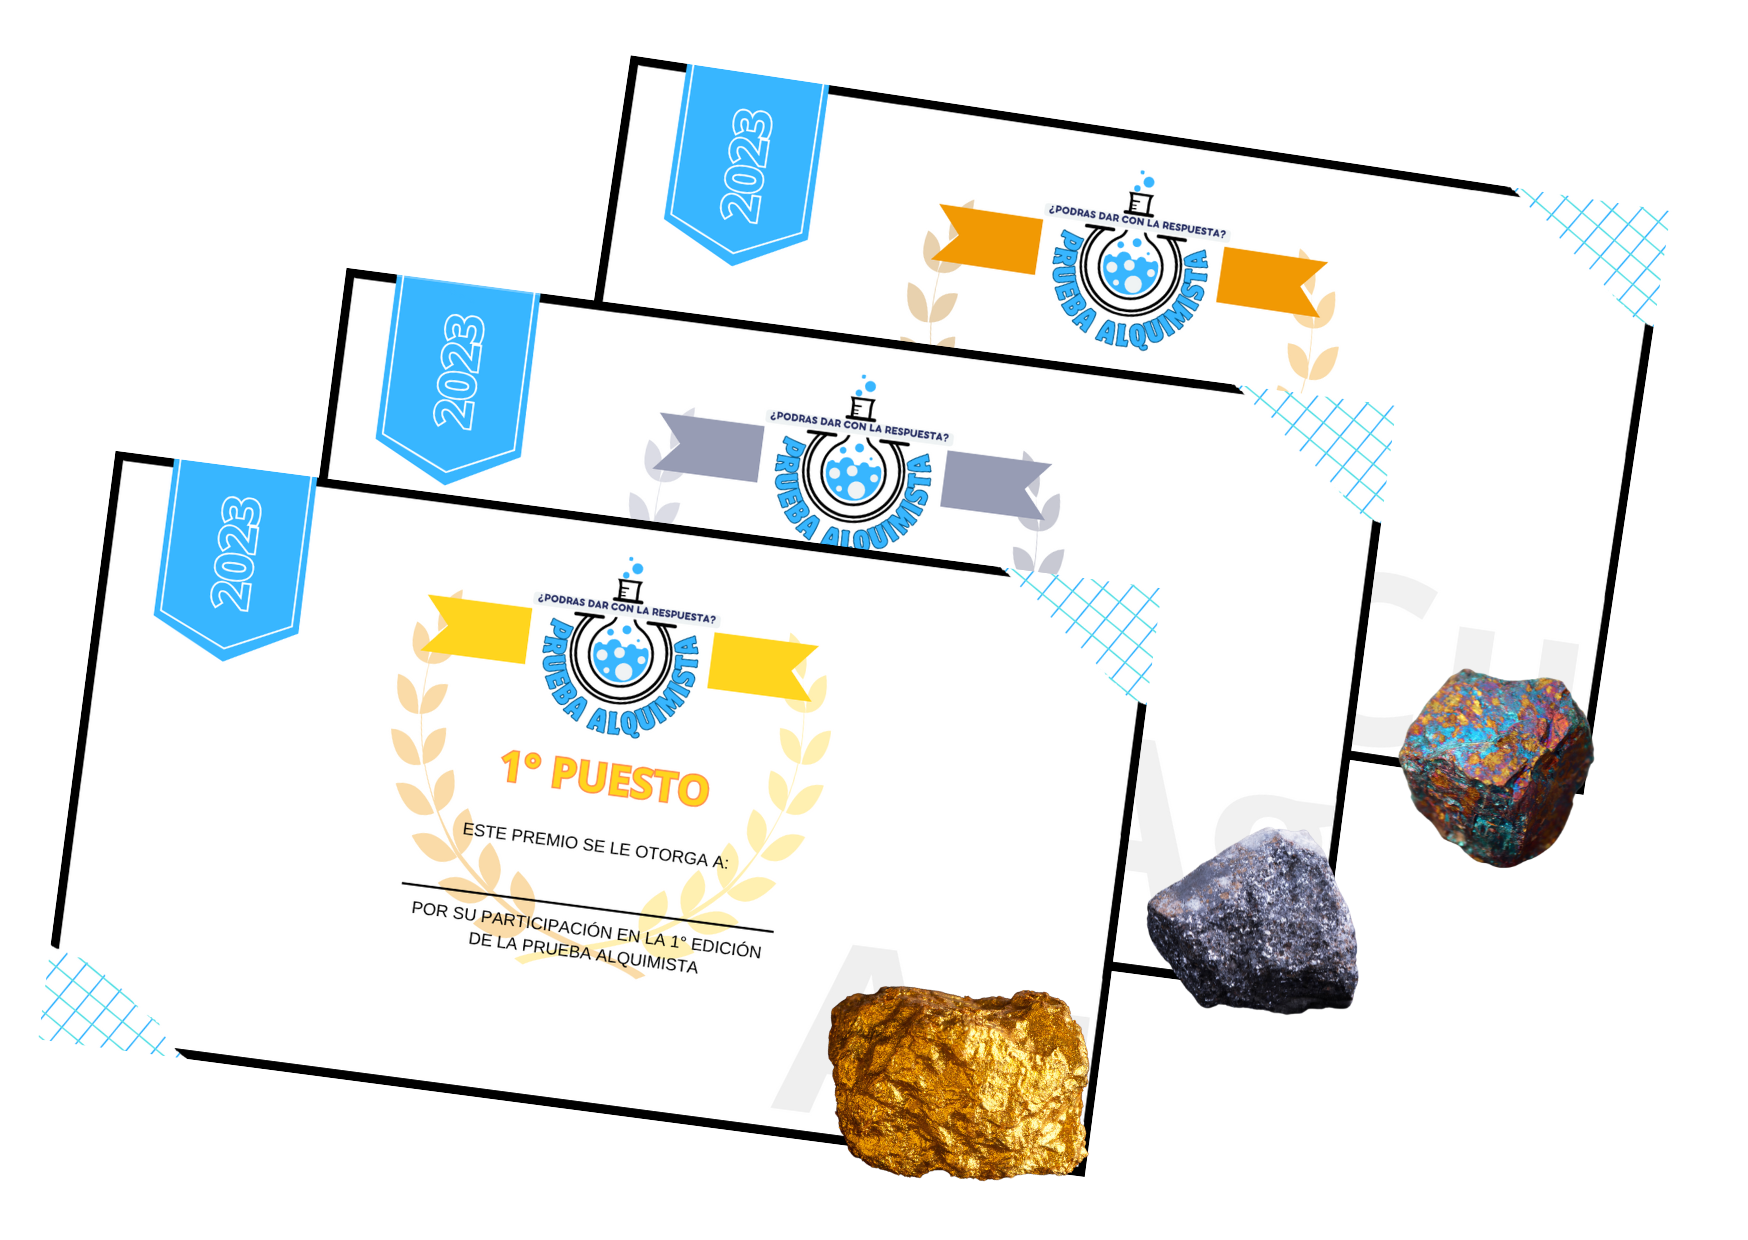 2023
¿PODRAS DAR CON LA RESPUESTA?
PRUEBA ALQUIMISTA
Cu
2023
¿PODRAS DAR CON LA RESPUESTA?
PRUEBA ALQUIMISTA
Ag
2023
¿PODRAS DAR CON LA RESPUESTA?
PRUEBA ALQUIMISTA
1° PUESTO
ESTE PREMIO SE LE OTORGA A:
POR SU PARTICIPACIÓN EN LA 1° EDICIÓN
DE LA PRUEBA ALQUIMISTA
A